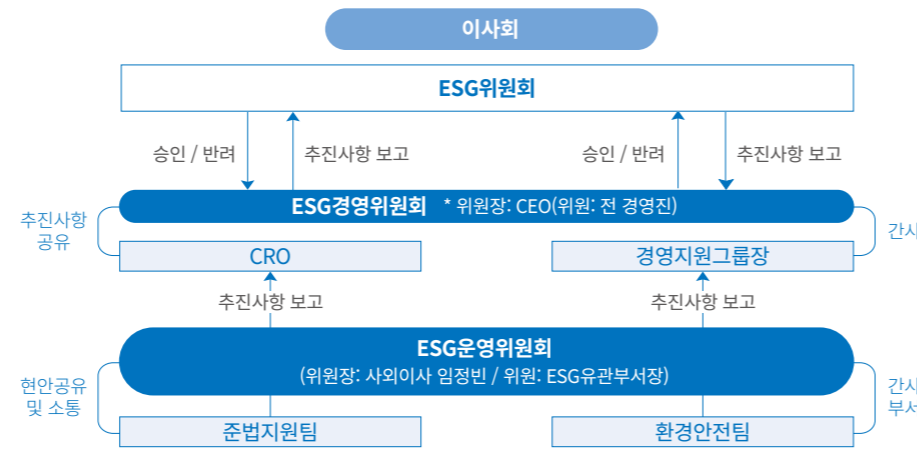 이사회
ESG위원회
승인 / 반려
추진사항 보고
승인 / 반려
추진사항 보고
ESG경영위원회 * 위원장: CEO(위원: 전 경영진)
추진사항
공유
간사
CRO
경영지원그룹장
추진사항 보고
추진사항 보고
ESG운영위원회
(위원장: 사외이사 임정빈 / 위원: ESG유관부서장)
현안공유
및 소통
간사
부서
준법지원팀
환경안전팀